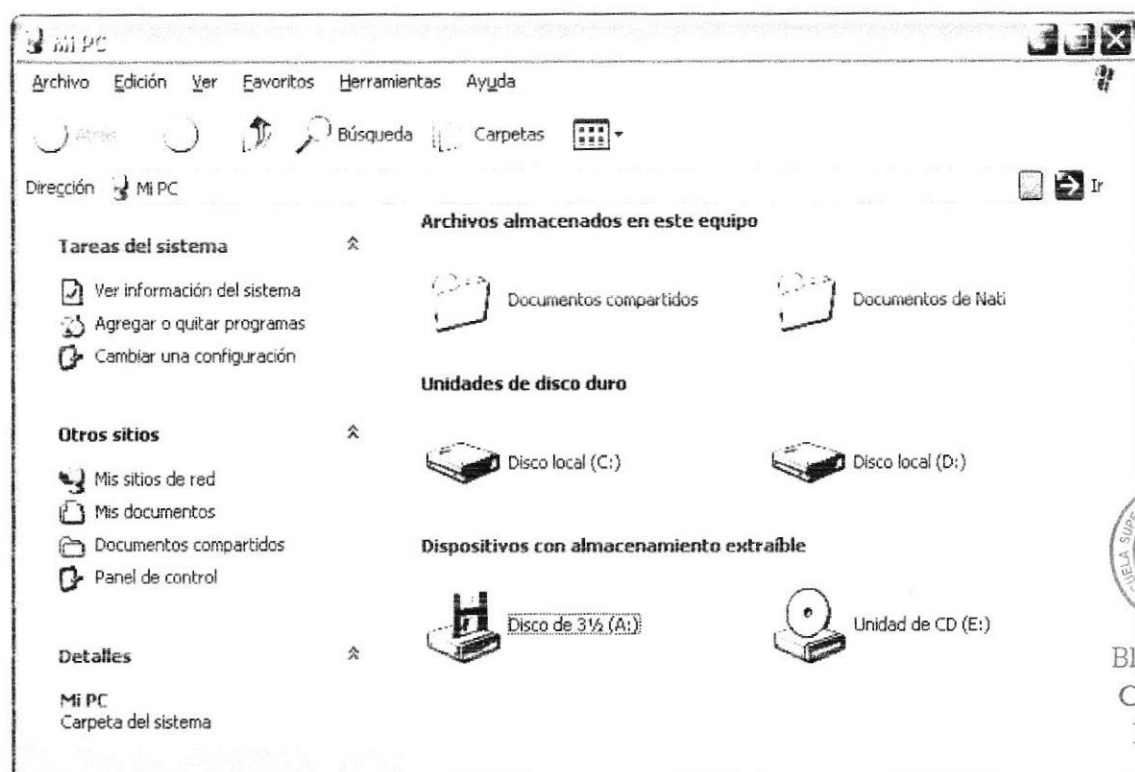 Mi PC
Archivo Edición Ver Favoritos Herramientas Ayuda
Atrás Búsqueda Carpetas
Dirección Mi PC Ir
Tareas del sistema
Ver información del sistema
Agregar o quitar programas
Cambiar una configuración
Otros sitios
Mis sitios de red
Mis documentos
Documentos compartidos
Panel de control
Detalles
Mi PC
Carpeta del sistema
Archivos almacenados en este equipo
Documentos compartidos Documentos de Nati
Unidades de disco duro
Disco local (C:) Disco local (D:)
Dispositivos con almacenamiento extraíble
Disco de 3½ (A:) Unidad de CD (E:)